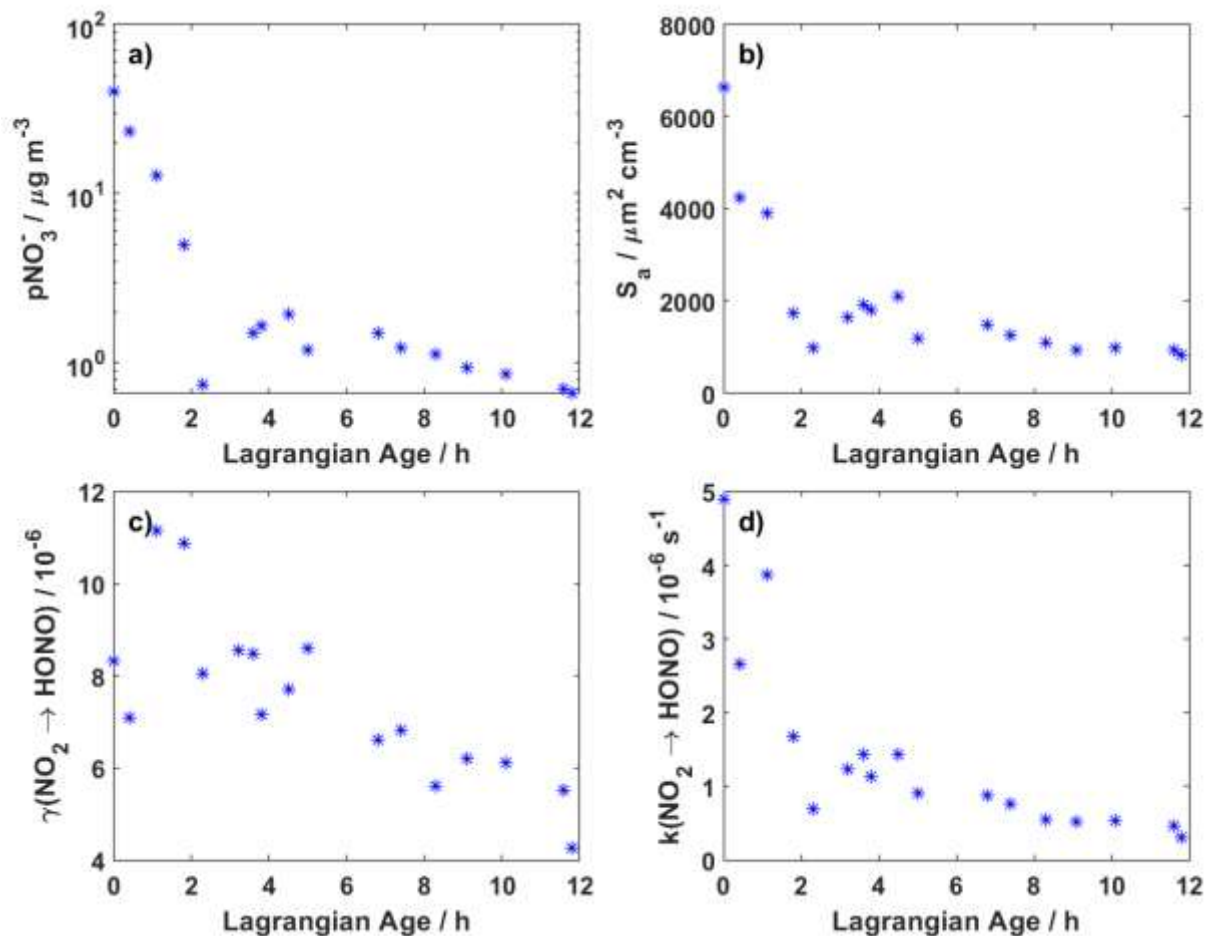 a)
10²
10¹
10⁰
pNO₃⁻ / μg m⁻³
0 2 4 6 8 10 12
Lagrangian Age / h
b)
8000
6000
4000
2000
0
Sₐ / μm² cm⁻³
0 2 4 6 8 10 12
Lagrangian Age / h
c)
12
10
8
6
4
γ(NO₂ → HONO) / 10⁻⁶
0 2 4 6 8 10 12
Lagrangian Age / h
d)
5
4
3
2
1
0
k(NO₂ → HONO) / 10⁻⁶ s⁻¹
0 2 4 6 8 10 12
Lagrangian Age / h